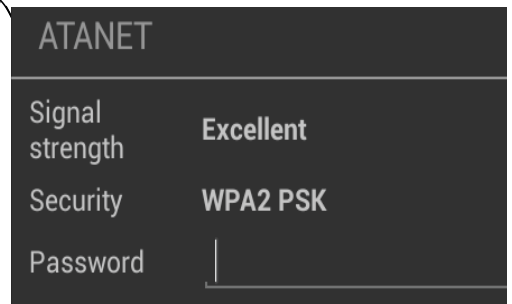 ATANET
Signal
strength
Excellent
Security
WPA2 PSK
Password